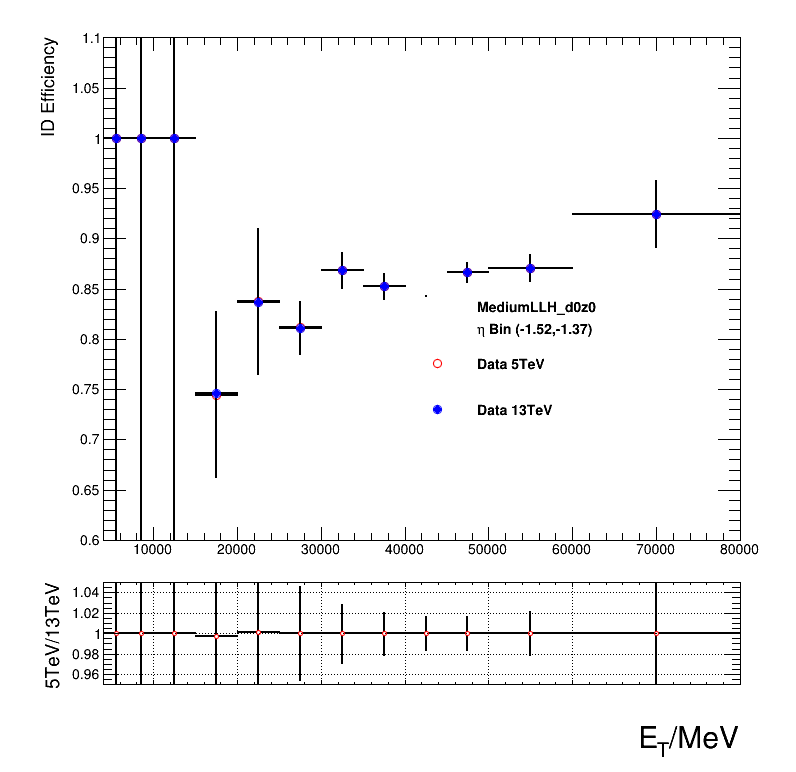 ID Efficiency
1.1
1.05
1
0.95
0.9
0.85
0.8
0.75
0.7
0.65
0.6
MediumLLH_d0z0
η Bin (-1.52,-1.37)
Data 5TeV
Data 13TeV
10000 20000 30000 40000 50000 60000 70000 80000
5TeV/13TeV
1.04
1.02
1
0.98
0.96
E_T/MeV